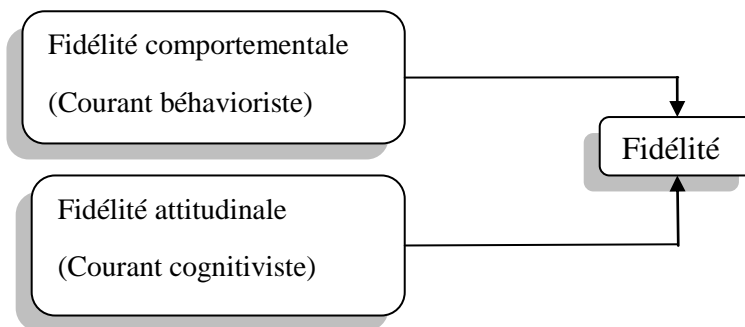 Fidélité comportementale
(Courant béhavioriste)
Fidélité
Fidélité attitudinale
(Courant cognitiviste)